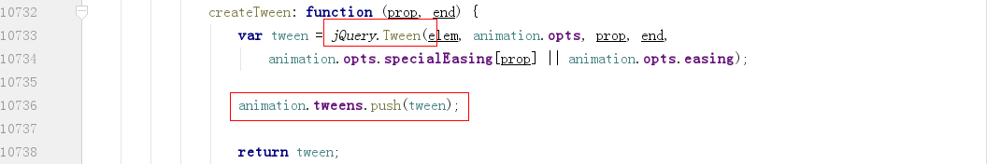 10732 createTween: function (prop, end) {
10733 var tween = jQuery.Tween(elem, animation.opts, prop, end,
10734 animation.opts.specialEasing[prop] || animation.opts.easing);
10735
10736 animation.tweens.push(tween);
10737
10738 return tween;